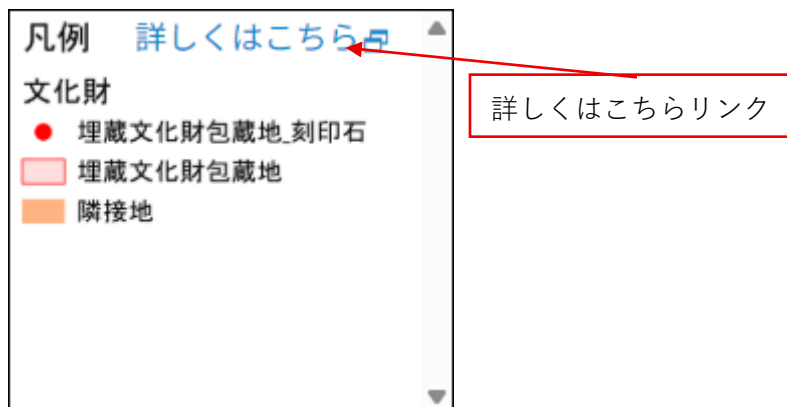 凡例 詳しくはこちら
詳しくはこちらリンク
文化財
埋蔵文化財包蔵地_刻印石
埋蔵文化財包蔵地
隣接地